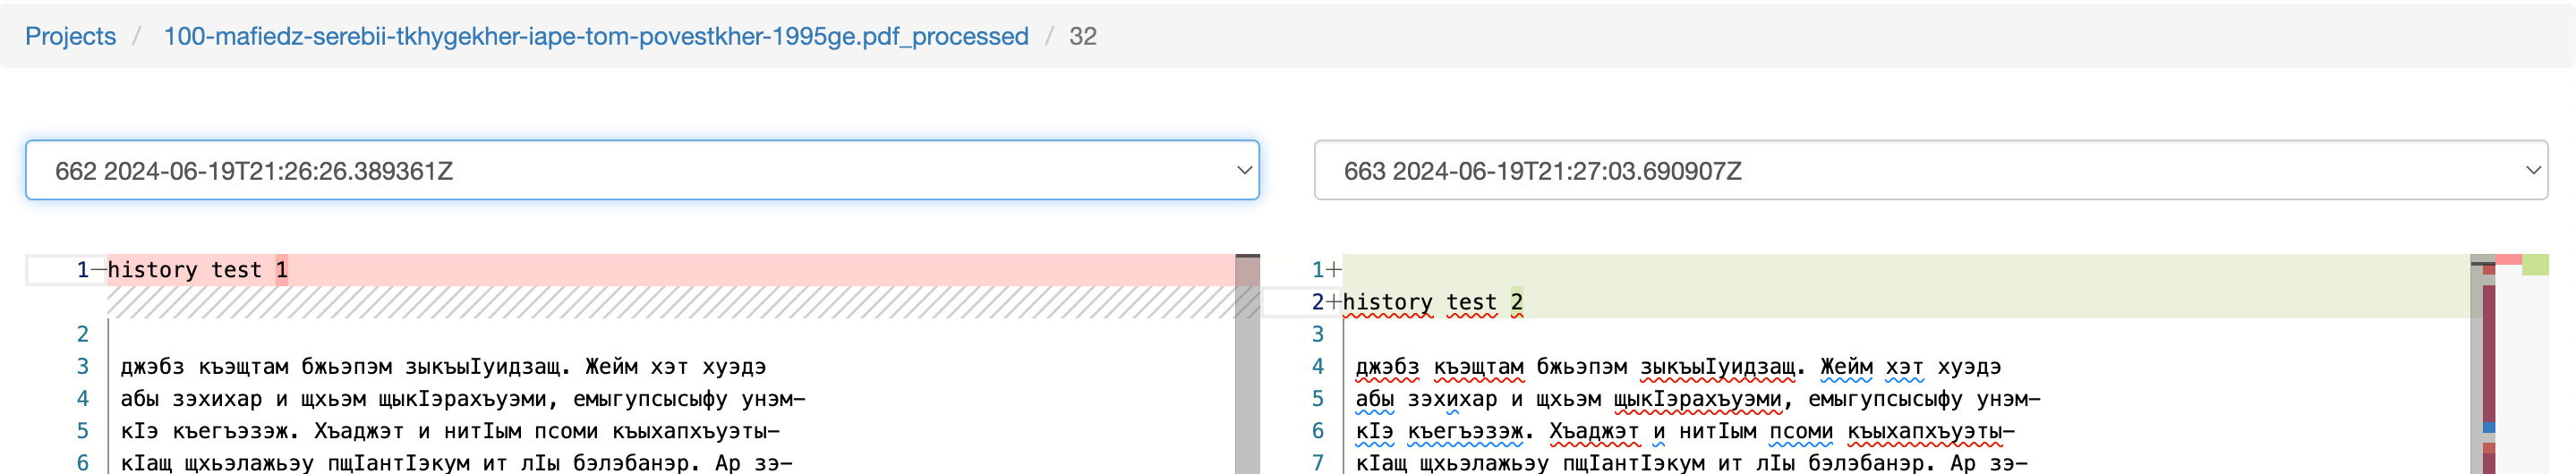 Projects / 100-mafiedz-serebii-tkhygekher-iape-tom-povestkher-1995ge.pdf_processed / 32
662 2024-06-19T21:26:26.389361Z
663 2024-06-19T21:27:03.690907Z
1—history test 1
2
3 джэбз къэщтам бжьэпэм зыкъыIуидзащ. Жейм хэт хуэдэ
4 абы зэхихар и щхьэм щыкIэрахъуэми, емыгупсысыфу унэм—
5 кIэ къегъэзэж. Хъаджэт и нитIым псоми къыхапхъуэты—
6 кIащ щхьэлажьэу пщIантIэкум ит лIы бэлэбанэр. Ар зэ—
1+
2+history test 2
3
4 джэбз къэщтам бжьэпэм зыкъыIуидзащ. Жейм хэт хуэдэ
5 абы зэхихар и щхьэм щыкIэрахъуэми, емыгупсысыфу унэм—
6 кIэ къегъэзэж. Хъаджэт и нитIым псоми къыхапхъуэты—
7 кIащ щхьэлажьэу пщIантIэкум ит лIы бэлэбанэр. Ар зэ—